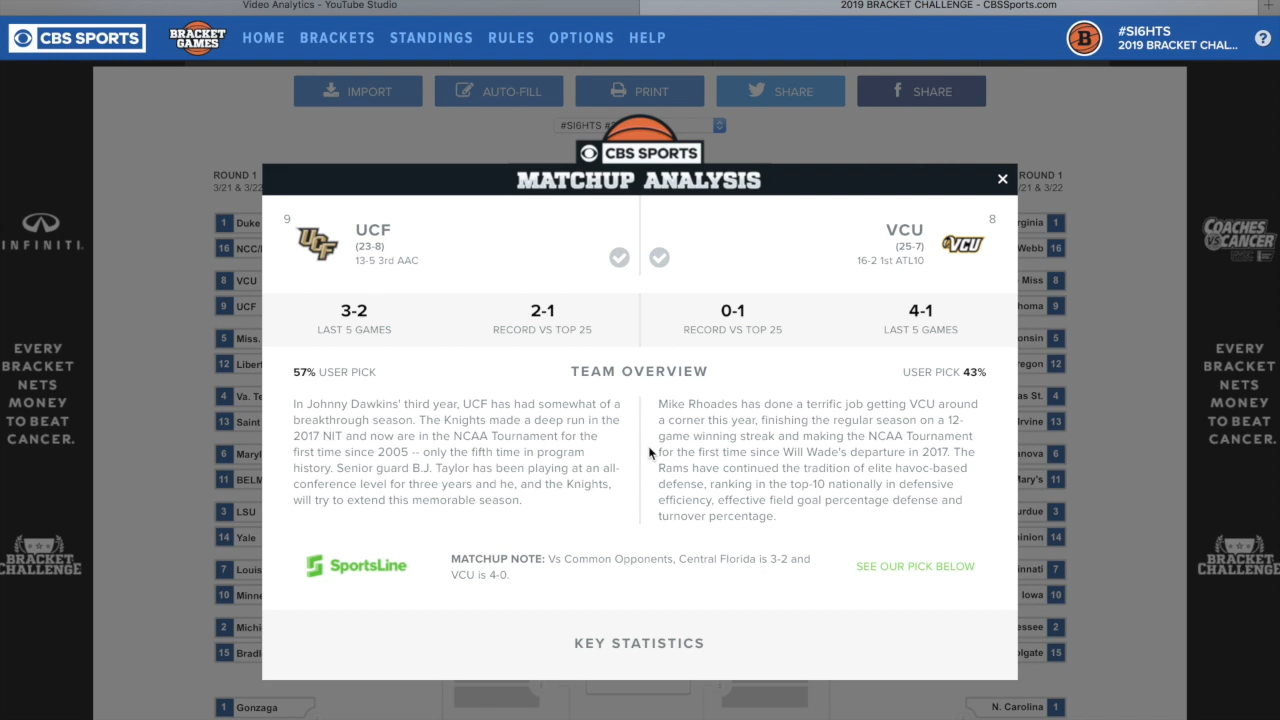 Video Analytics - YouTube Studio
2019 BRACKET CHALLENGE - CBSSports.com
CBS SPORTS
BRACKET GAMES
HOME BRACKETS STANDINGS RULES OPTIONS HELP
#SI6HTS
2019 BRACKET CHAL...
?
IMPORT
AUTO-FILL
PRINT
SHARE
SHARE
#SI6HTS
CBS SPORTS
MATCHUP ANALYSIS
ROUND 1
3/21 & 3/22
ROUND 1
3/21 & 3/22
9
UCF
UCF
(23-8)
13-5 3rd AAC
8
VCU
VCU
(25-7)
16-2 1st ATL10
3-2
LAST 5 GAMES
2-1
RECORD VS TOP 25
0-1
RECORD VS TOP 25
4-1
LAST 5 GAMES
57% USER PICK
TEAM OVERVIEW
USER PICK 43%
In Johnny Dawkins' third year, UCF has had somewhat of a
breakthrough season. The Knights made a deep run in the
2017 NIT and now are in the NCAA Tournament for the
first time since 2005 -- only the fifth time in program
history. Senior guard B.J. Taylor has been playing at an all-
conference level for three years and he, and the Knights,
will try to extend this memorable season.
Mike Rhoades has done a terrific job getting VCU around
a corner this year, finishing the regular season on a 12-
game winning streak and making the NCAA Tournament
for the first time since Will Wade's departure in 2017. The
Rams have continued the tradition of elite havoc-based
defense, ranking in the top-10 nationally in defensive
efficiency, effective field goal percentage defense and
turnover percentage.
SportsLine
MATCHUP NOTE: Vs Common Opponents, Central Florida is 3-2 and
VCU is 4-0.
SEE OUR PICK BELOW
KEY STATISTICS
1 Duke
16 NCC/
8 VCU
9 UCF
5 Miss.
12 Libert
4 Va. Te
13 Saint
6 Maryl
11 BELM
3 LSU
14 Yale
7 Louis
10 Minne
2 Michi
15 Bradl
1 Gonzaga
rginia 1
Webb 16
Miss 8
homa 9
onsin 5
regon 12
as St. 4
Irvine 13
anova 6
Mary's 11
urdue 3
inion 14
innati 7
Iowa 10
essee 2
olgate 15
N. Carolina 1
INFINITI
EVERY
BRACKET
NETS
MONEY
TO BEAT
CANCER.
BRACKET
CHALLENGE
COACHES
VS CANCER
EVERY
BRACKET
NETS
MONEY
TO BEAT
CANCER.
BRACKET
CHALLENGE